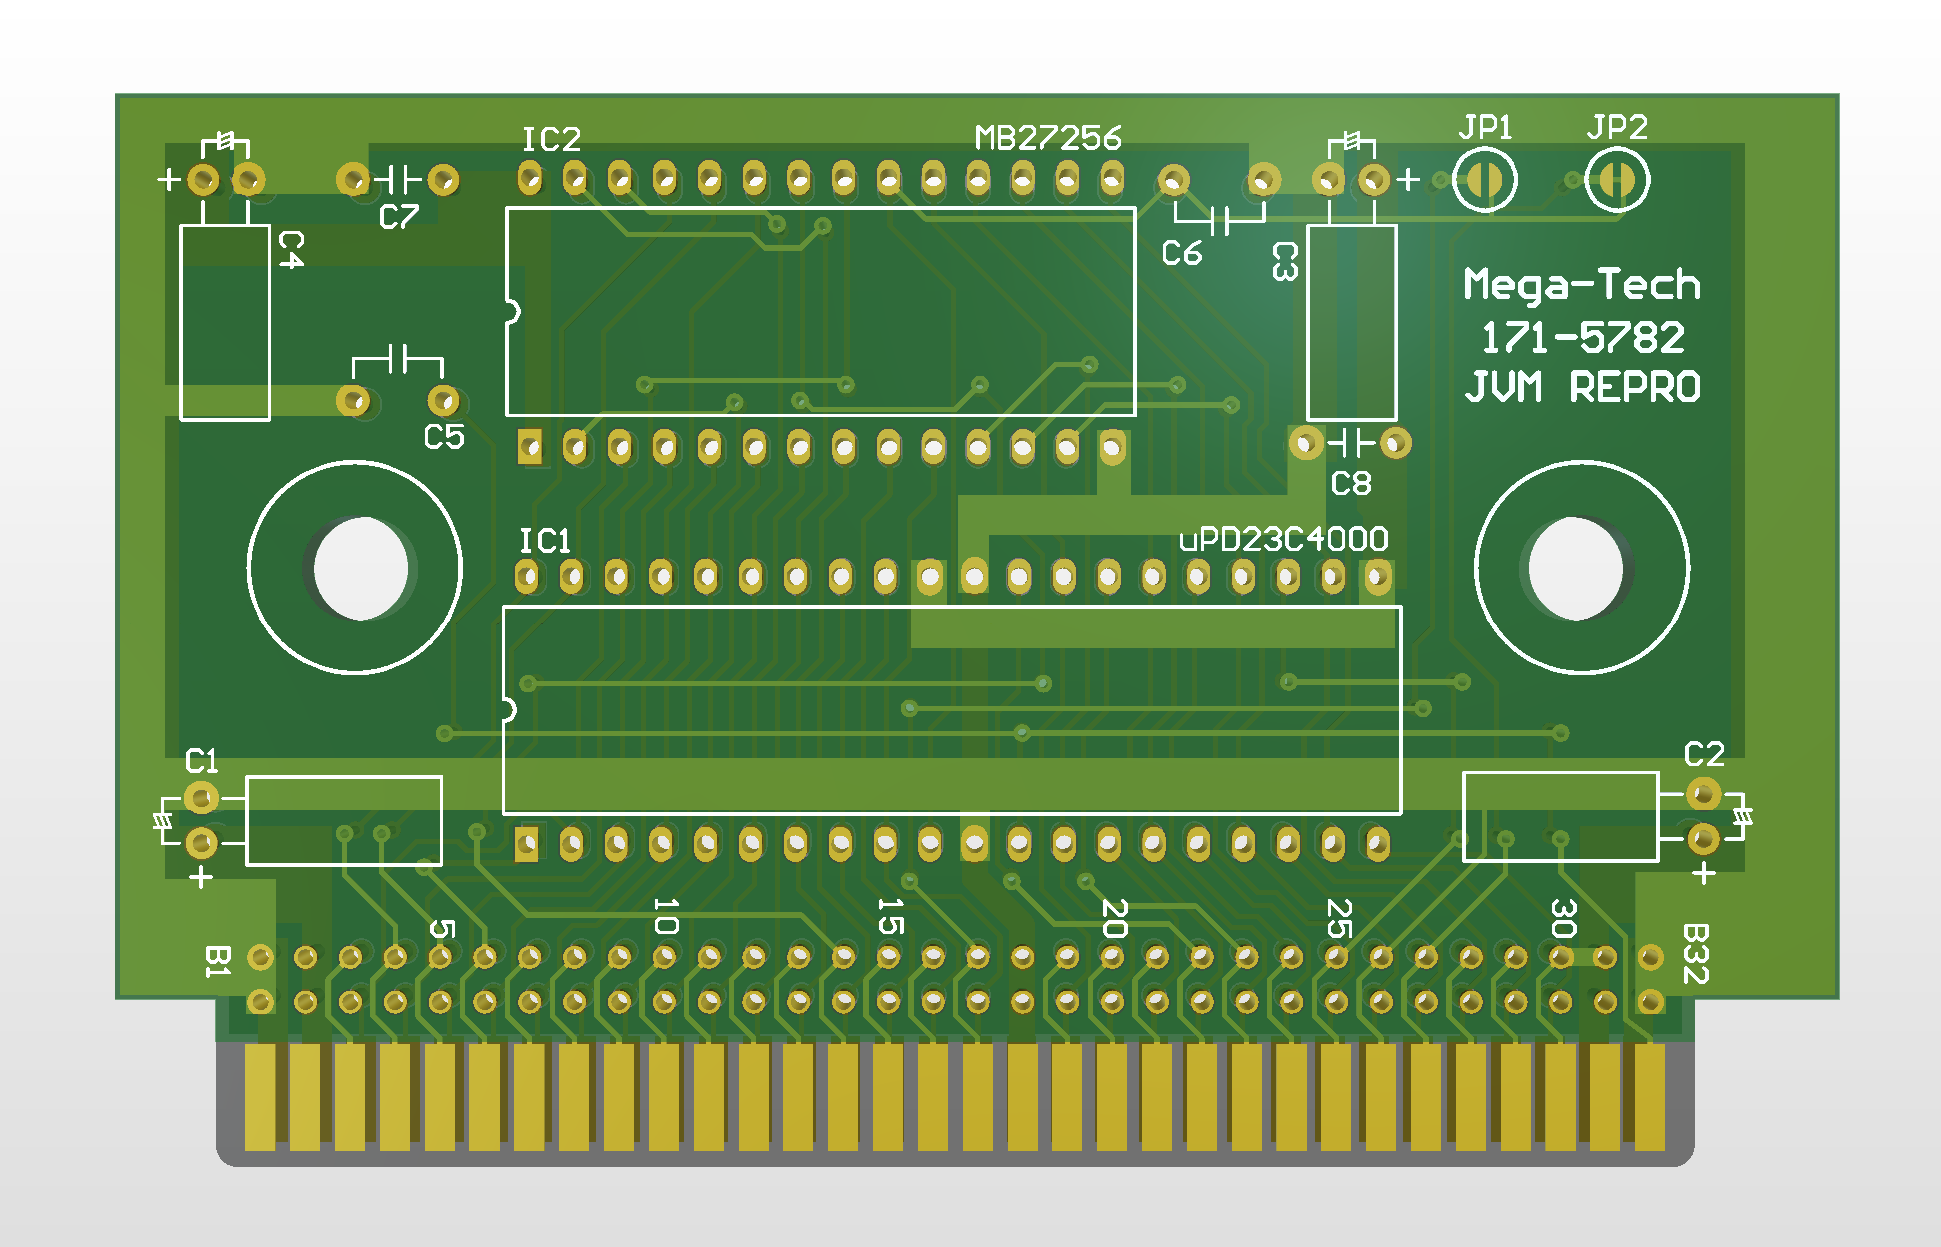 IC2
MB27256
JP1
JP2
+
+
C7
C4
C6
C3
Mega-Tech
171-5782
JVM REPRO
C5
C8
IC1
uPD23C4000
C1
C2
+
+
5
10
15
20
25
30
B1
B32